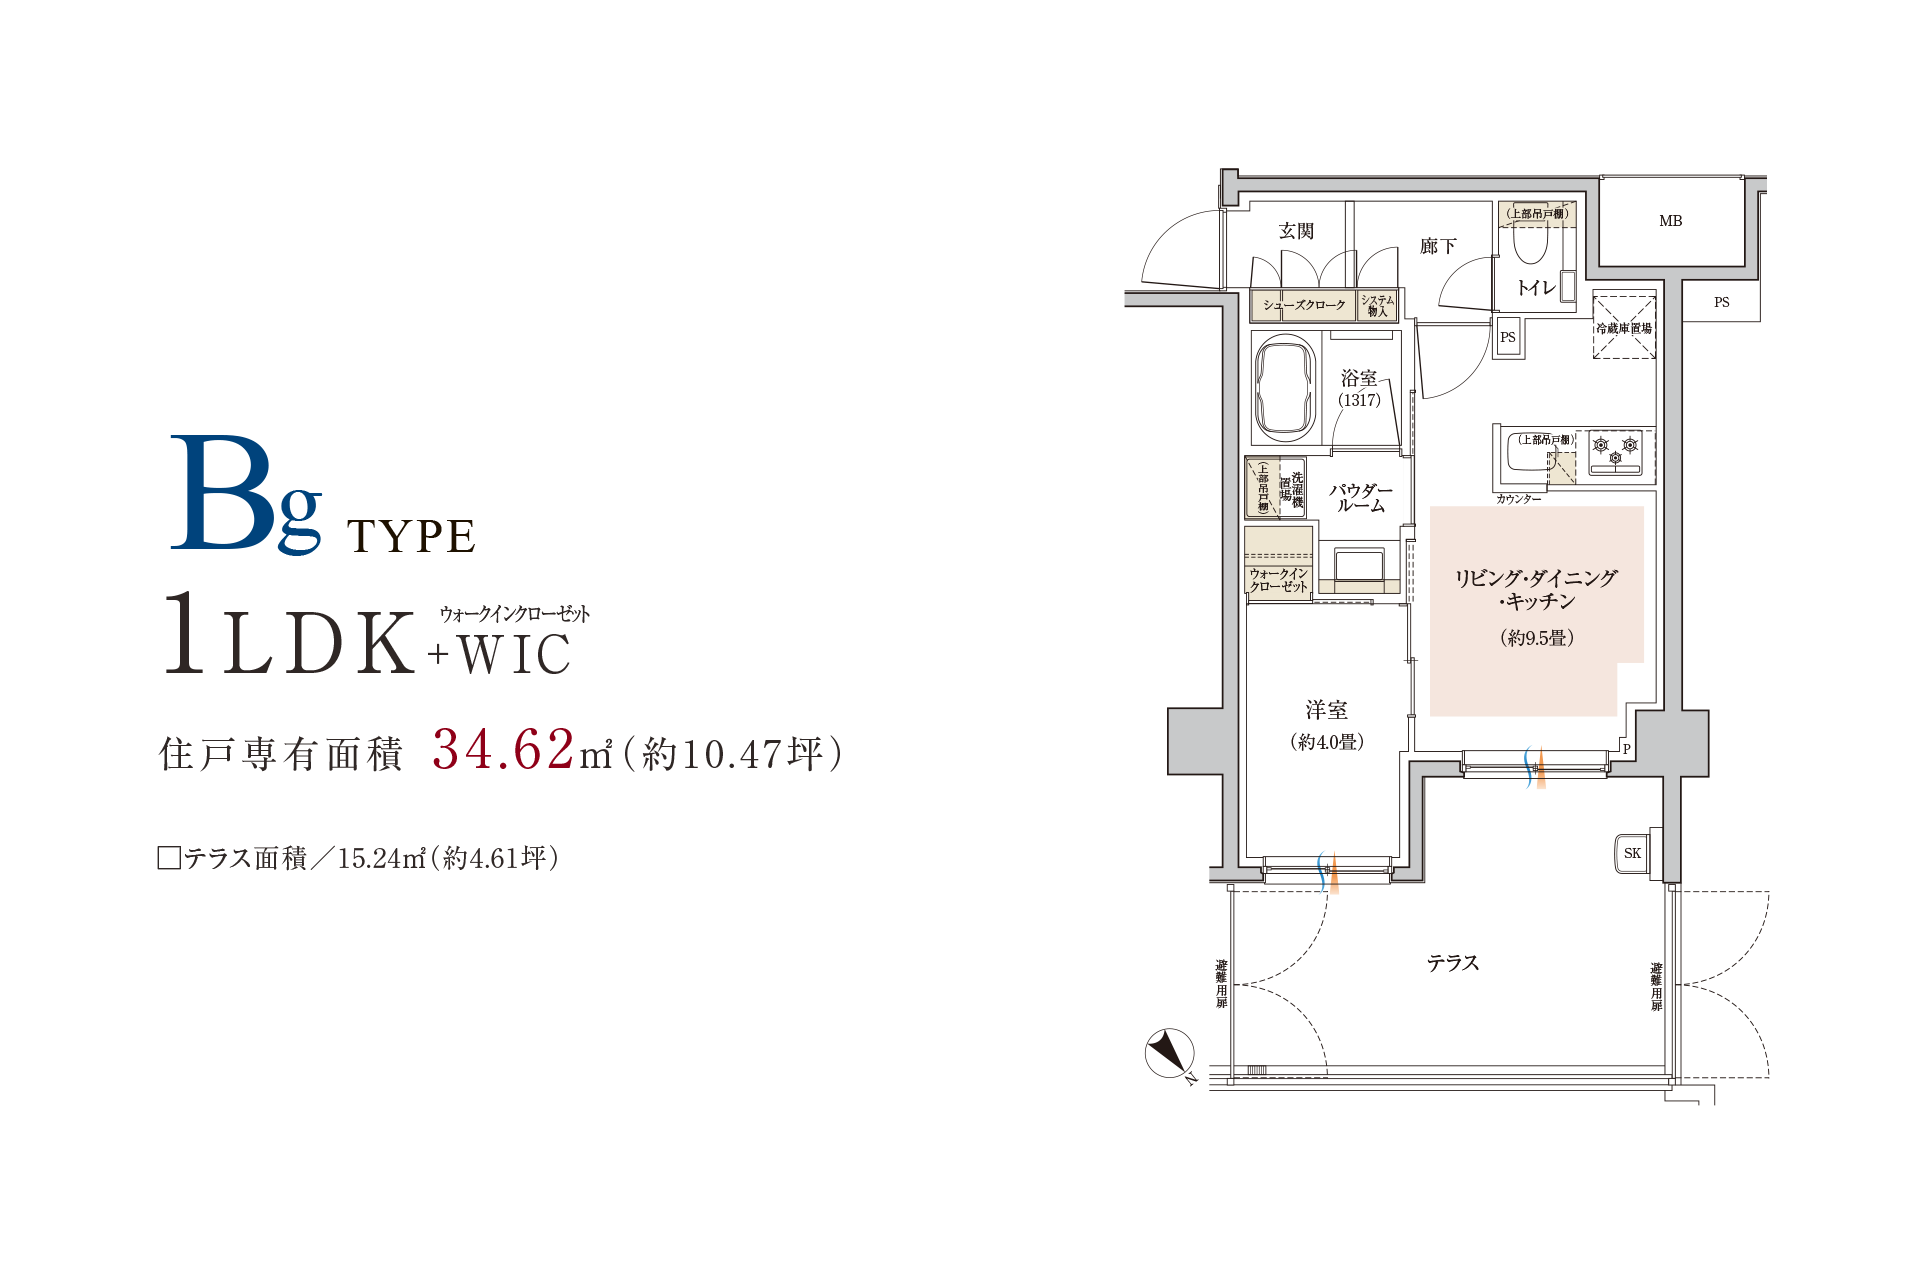 Bg TYPE
ウォークインクローゼット
1LDK+WIC
住戸専有面積 34.62㎡(約10.47坪)
□テラス面積／15.24㎡(約4.61坪)
玄関
廊下
(上部吊戸棚)
トイレ
MB
PS
シューズクローク
システム
物入
PS
冷蔵庫置場
浴室
(1317)
(上部吊戸棚)
カウンター
洗濯機
置場
(上部吊戸棚)
パウダー
ルーム
ウォークイン
クローゼット
リビング・ダイニング
・キッチン
(約9.5畳)
洋室
(約4.0畳)
P
SK
テラス
避難用扉
避難用扉
N